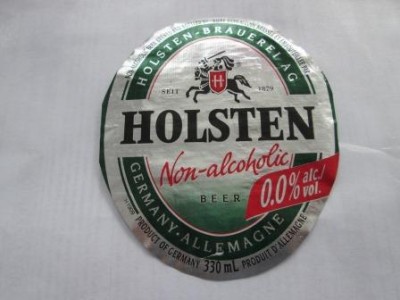 HOLSTEN-BRAUEREI AG
SEIT 1879
H
HOLSTEN
Non-alcoholic
BEER
0.0% alc./vol.
GERMANY·ALLEMAGNE
PRODUCE OF GERMANY 330 mL PRODUIT D'ALLEMAGNE